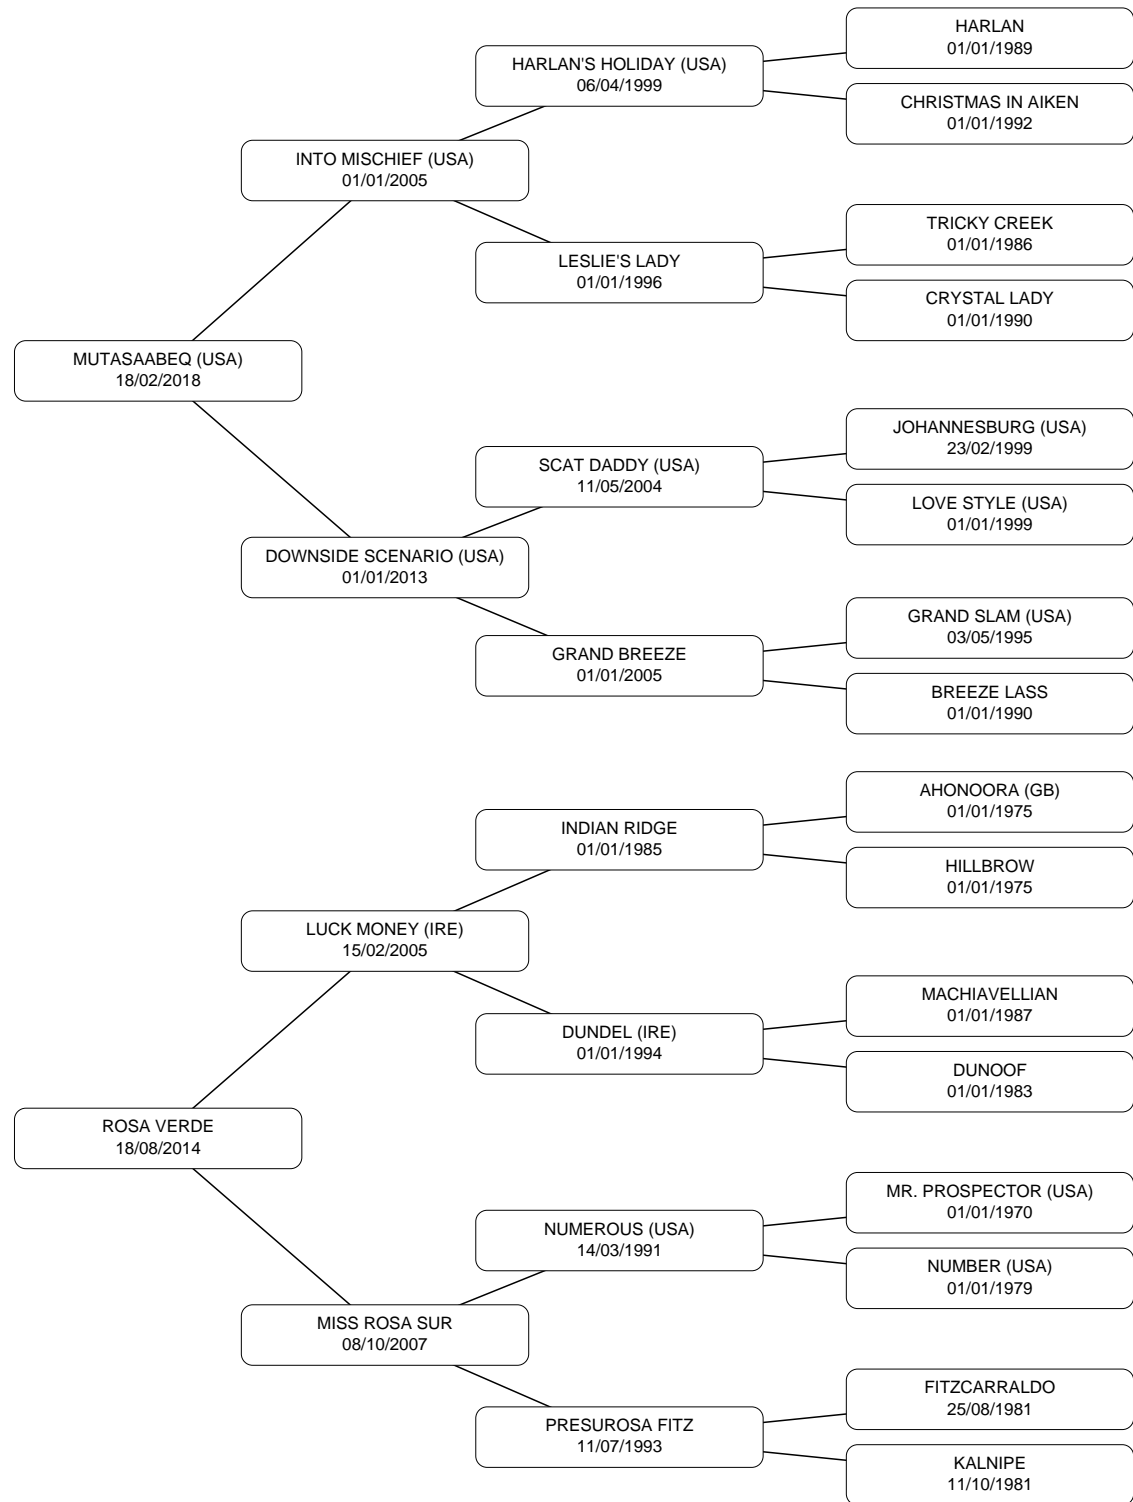 HARLAN
01/01/1989
HARLAN'S HOLIDAY (USA)
06/04/1999
CHRISTMAS IN AIKEN
01/01/1992
INTO MISCHIEF (USA)
01/01/2005
TRICKY CREEK
01/01/1986
LESLIE'S LADY
01/01/1996
CRYSTAL LADY
01/01/1990
MUTASAABEQ (USA)
18/02/2018
JOHANNESBURG (USA)
23/02/1999
SCAT DADDY (USA)
11/05/2004
LOVE STYLE (USA)
01/01/1999
DOWNSIDE SCENARIO (USA)
01/01/2013
GRAND SLAM (USA)
03/05/1995
GRAND BREEZE
01/01/2005
BREEZE LASS
01/01/1990
AHONOORA (GB)
01/01/1975
INDIAN RIDGE
01/01/1985
HILLBROW
01/01/1975
LUCK MONEY (IRE)
15/02/2005
MACHIAVELLIAN
01/01/1987
DUNDEL (IRE)
01/01/1994
DUNOOF
01/01/1983
ROSA VERDE
18/08/2014
MR. PROSPECTOR (USA)
01/01/1970
NUMEROUS (USA)
14/03/1991
NUMBER (USA)
01/01/1979
MISS ROSA SUR
08/10/2007
FITZCARRALDO
25/08/1981
PRESUROSA FITZ
11/07/1993
KALNIPE
11/10/1981